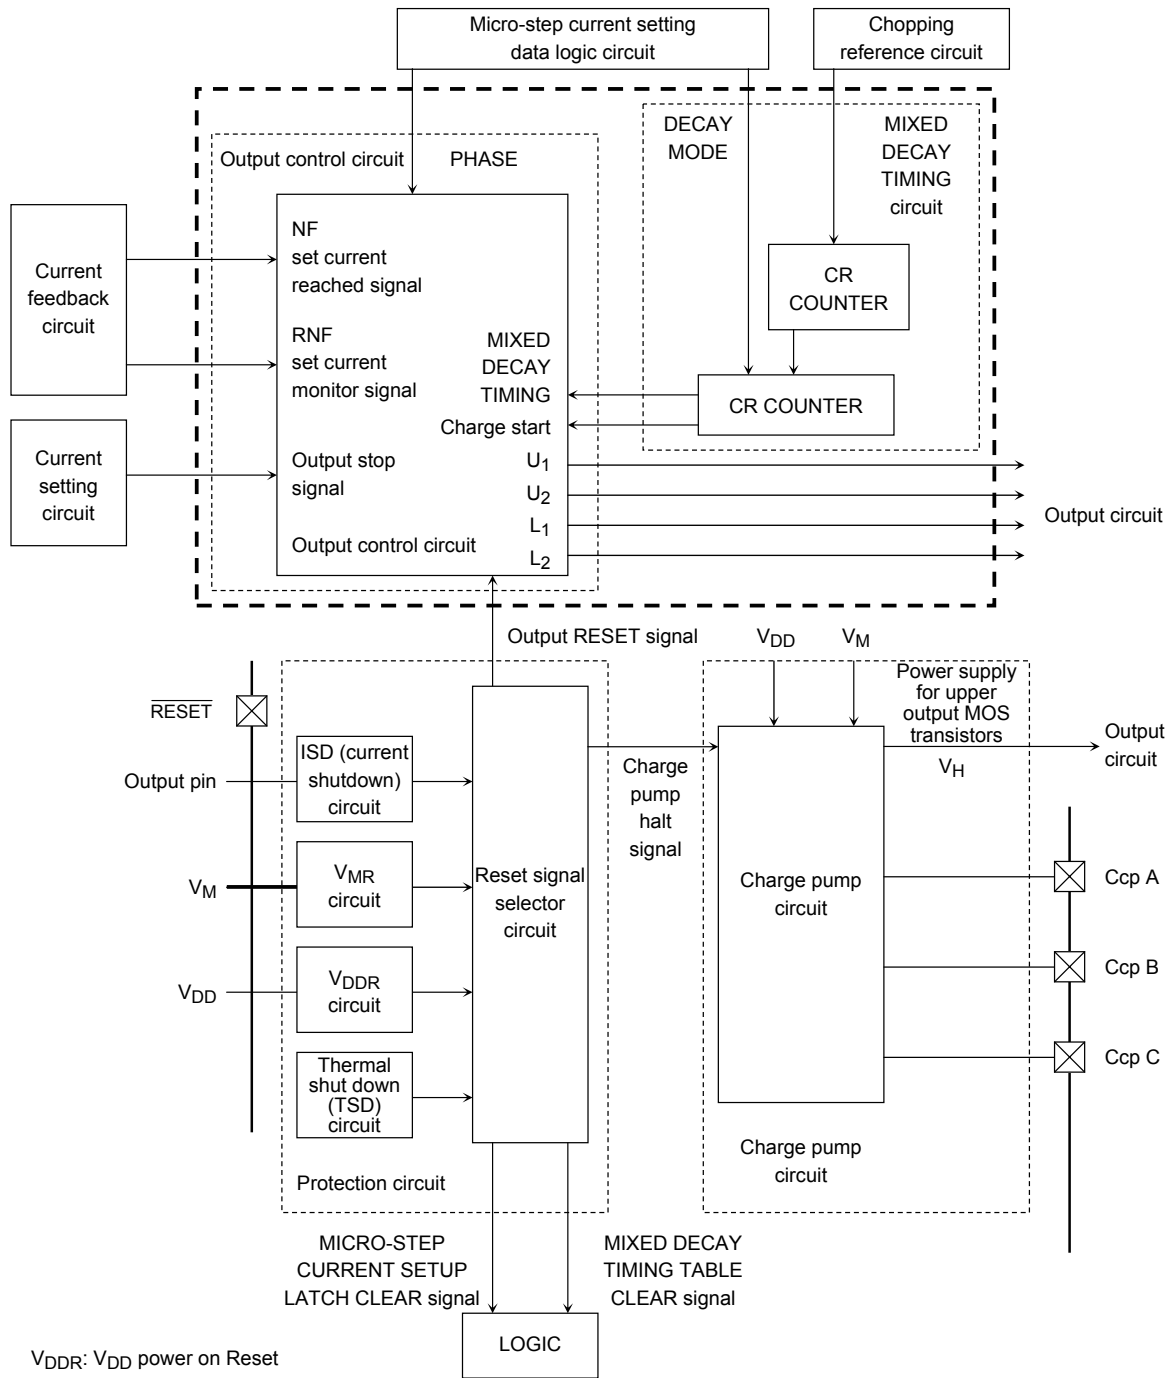 Micro-step current setting
data logic circuit
Chopping
reference circuit
Output control circuit
PHASE
DECAY
MODE
MIXED
DECAY
TIMING
circuit
Current
feedback
circuit
NF
set current
reached signal
RNF
set current
monitor signal
MIXED
DECAY
TIMING
Charge start
CR
COUNTER
CR COUNTER
Current
setting
circuit
Output stop
signal
Output control circuit
U1
U2
L1
L2
Output circuit
Output RESET signal
RESET
Output pin
VM
VDD
ISD (current
shutdown)
circuit
VMR
circuit
VDDR
circuit
Thermal
shut down
(TSD)
circuit
Reset signal
selector
circuit
Protection circuit
Charge
pump
halt
signal
VDD
VM
Power supply
for upper
output MOS
transistors
VH
Output
circuit
Charge pump
circuit
Charge pump
circuit
Ccp A
Ccp B
Ccp C
MICRO-STEP
CURRENT SETUP
LATCH CLEAR signal
MIXED DECAY
TIMING TABLE
CLEAR signal
LOGIC
VDDR: VDD power on Reset